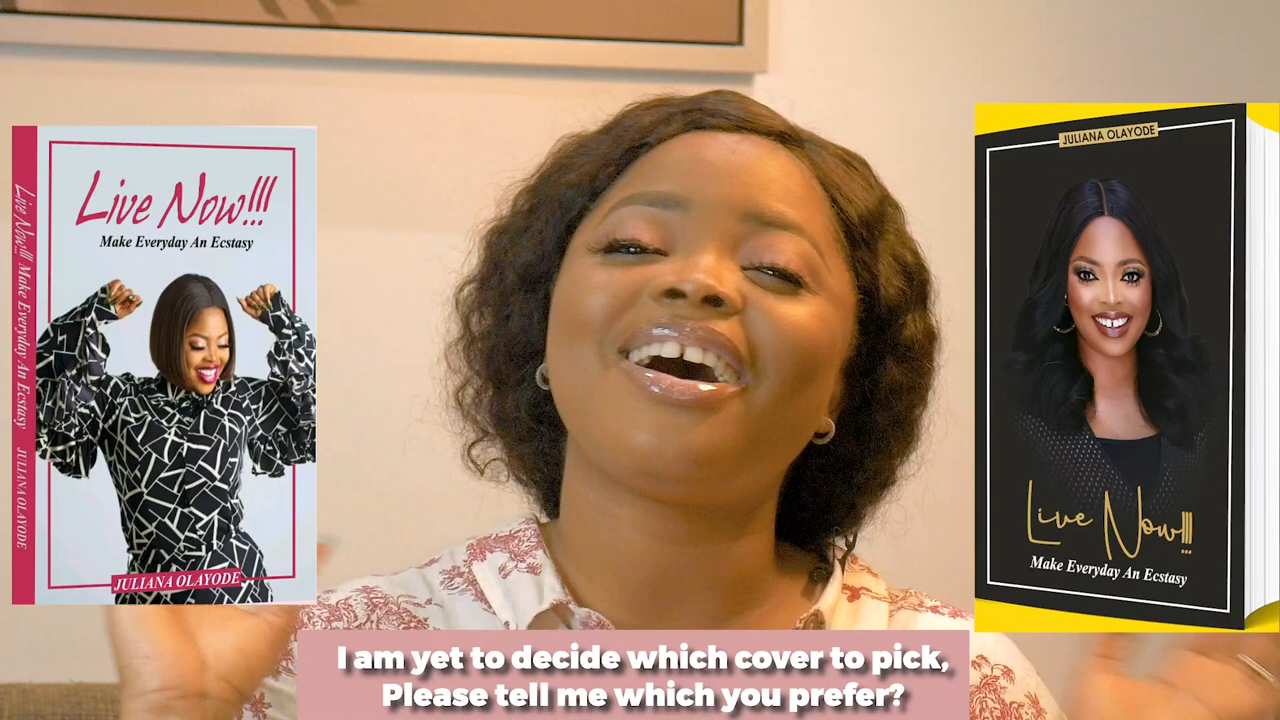 Live Now!!!
Make Everyday An Ecstasy
Live Now!!! Make Everyday An Ecstasy JULIANA OLAYODE
JULIANA OLAYODE
JULIANA OLAYODE
Live Now!!!
Make Everyday An Ecstasy
I am yet to decide which cover to pick,
Please tell me which you prefer?